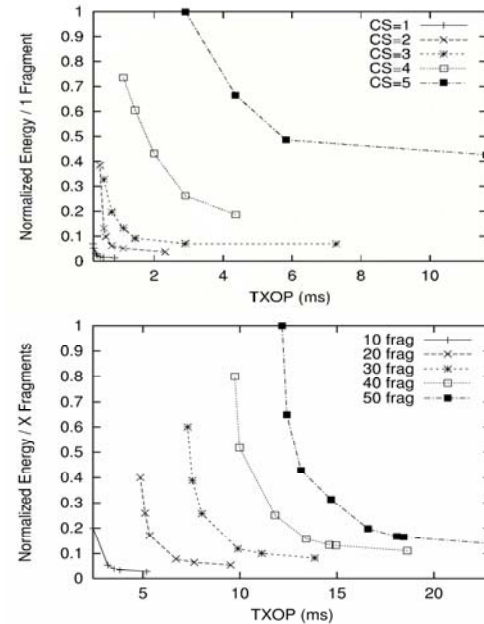 Normalized Energy / 1 Fragment
1
0.9
0.8
0.7
0.6
0.5
0.4
0.3
0.2
0.1
0
CS=1
CS=2
CS=3
CS=4
CS=5
2
4
6
8
10
TXOP (ms)
Normalized Energy / X Fragments
1
0.9
0.8
0.7
0.6
0.5
0.4
0.3
0.2
0.1
0
10 frag
20 frag
30 frag
40 frag
50 frag
5
10
15
20
TXOP (ms)